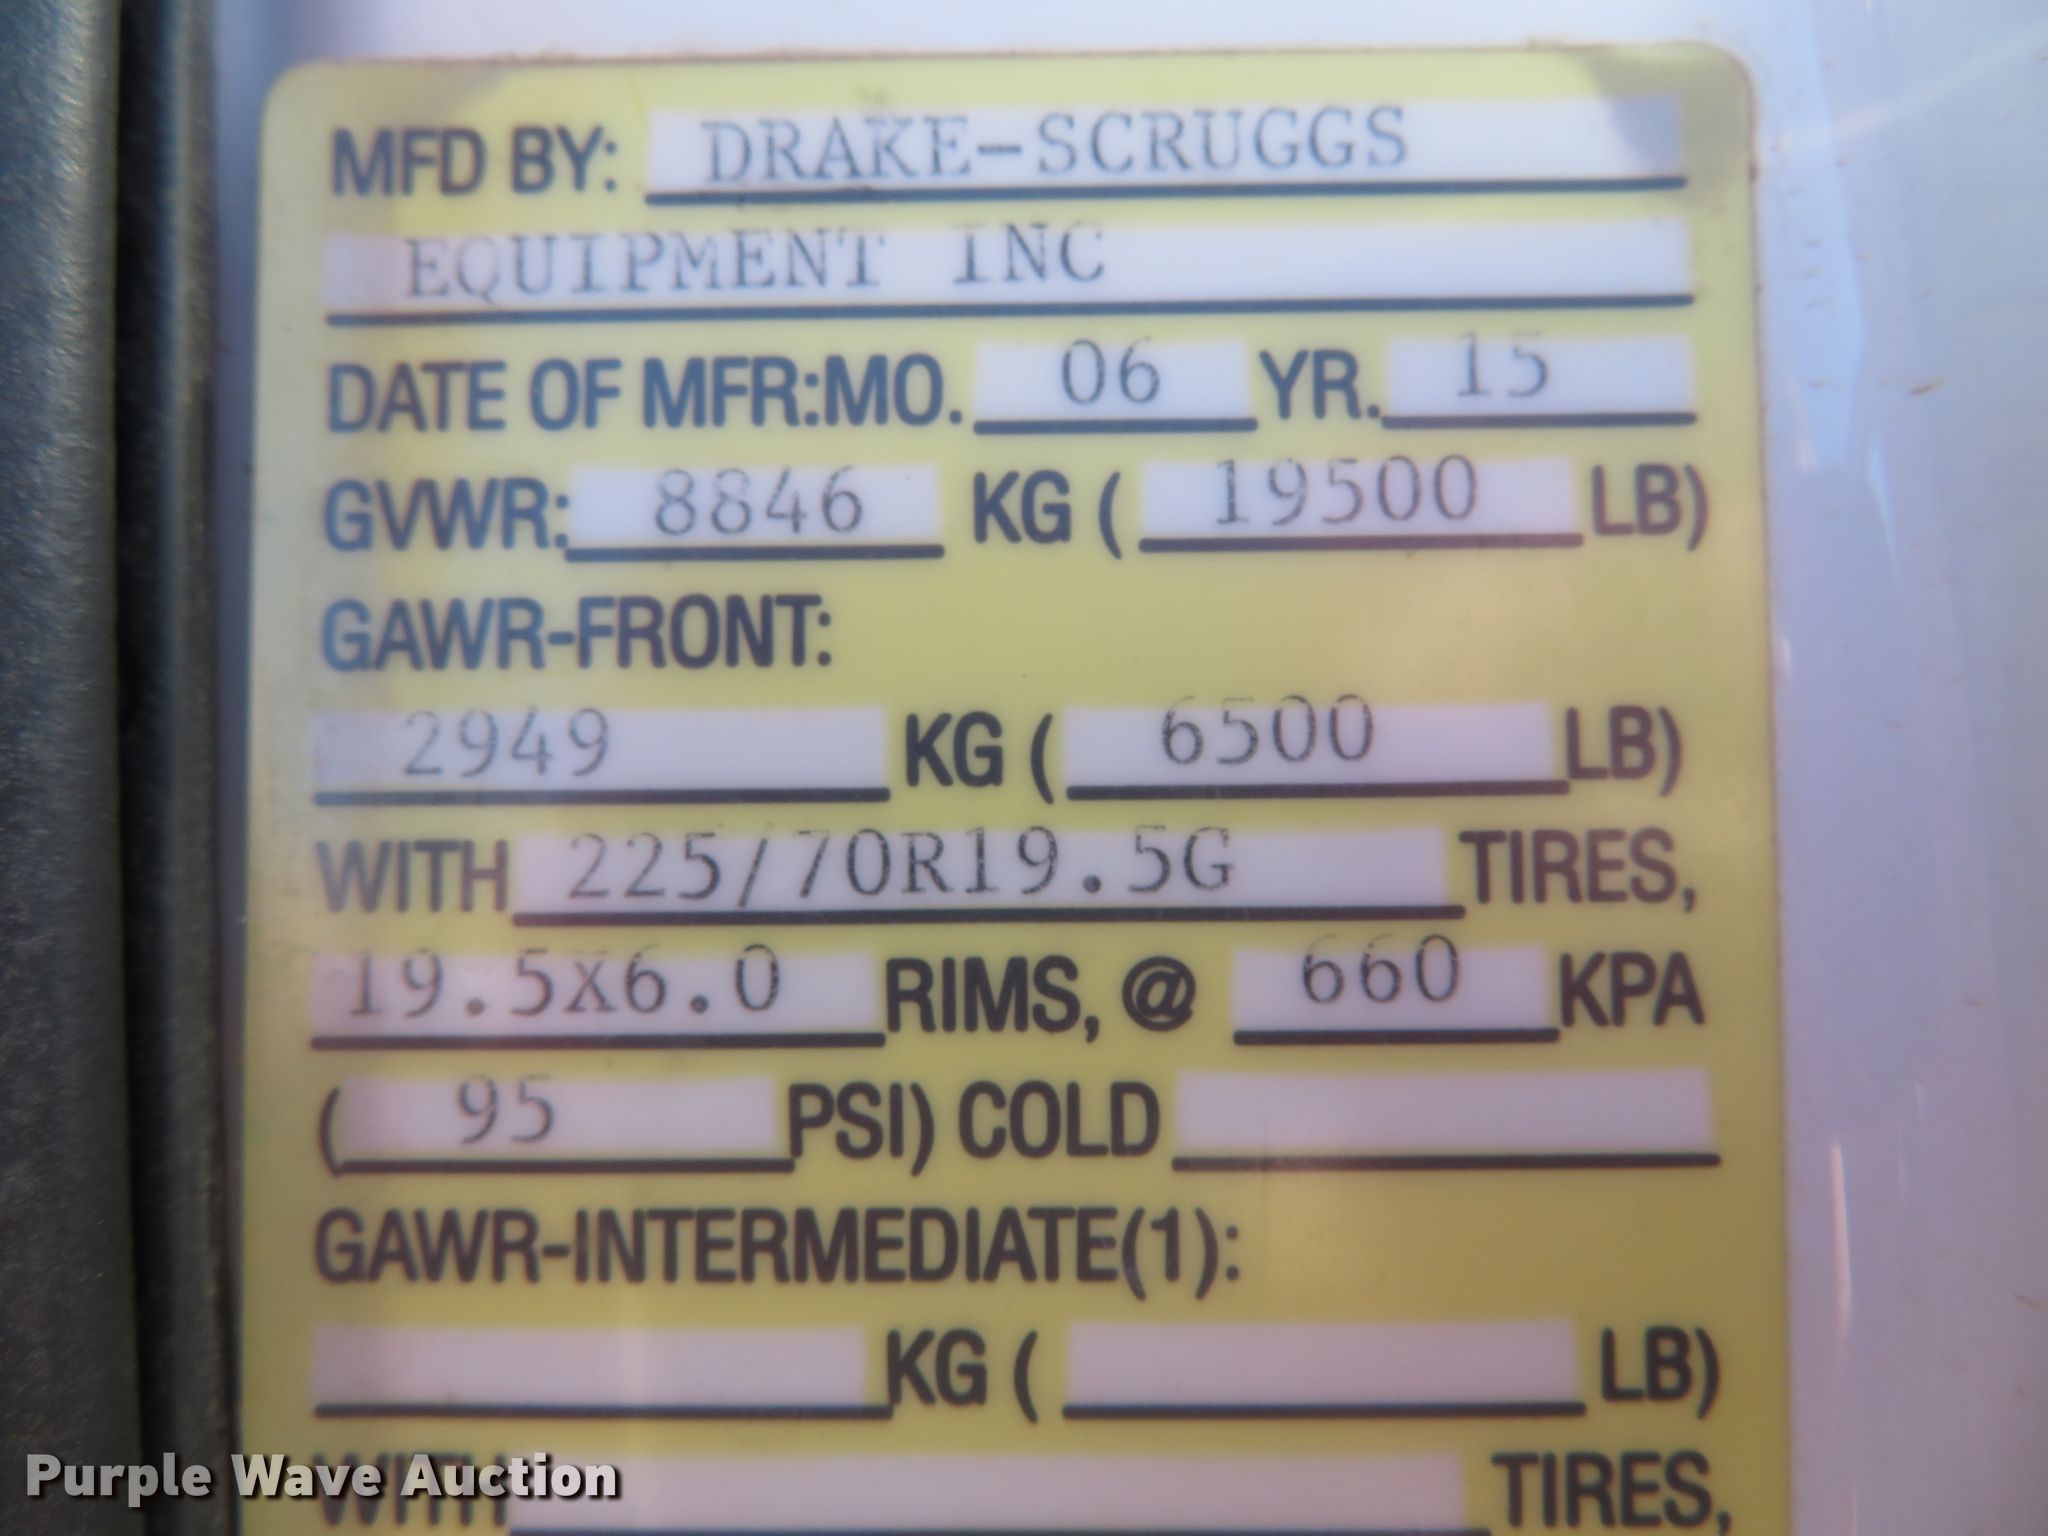 MFD BY: DRAKE-SCRUGGS
EQUIPMENT INC
DATE OF MFR:MO. 06 YR. 15
GVWR: 8846 KG ( 19500 LB)
GAWR-FRONT:
2949 KG ( 6500 LB)
WITH 225/70R19.5G TIRES,
19.5X6.0 RIMS, @ 660 KPA
( 95 PSI) COLD
GAWR-INTERMEDIATE(1):
KG ( LB)
WITH TIRES,
Purple Wave Auction